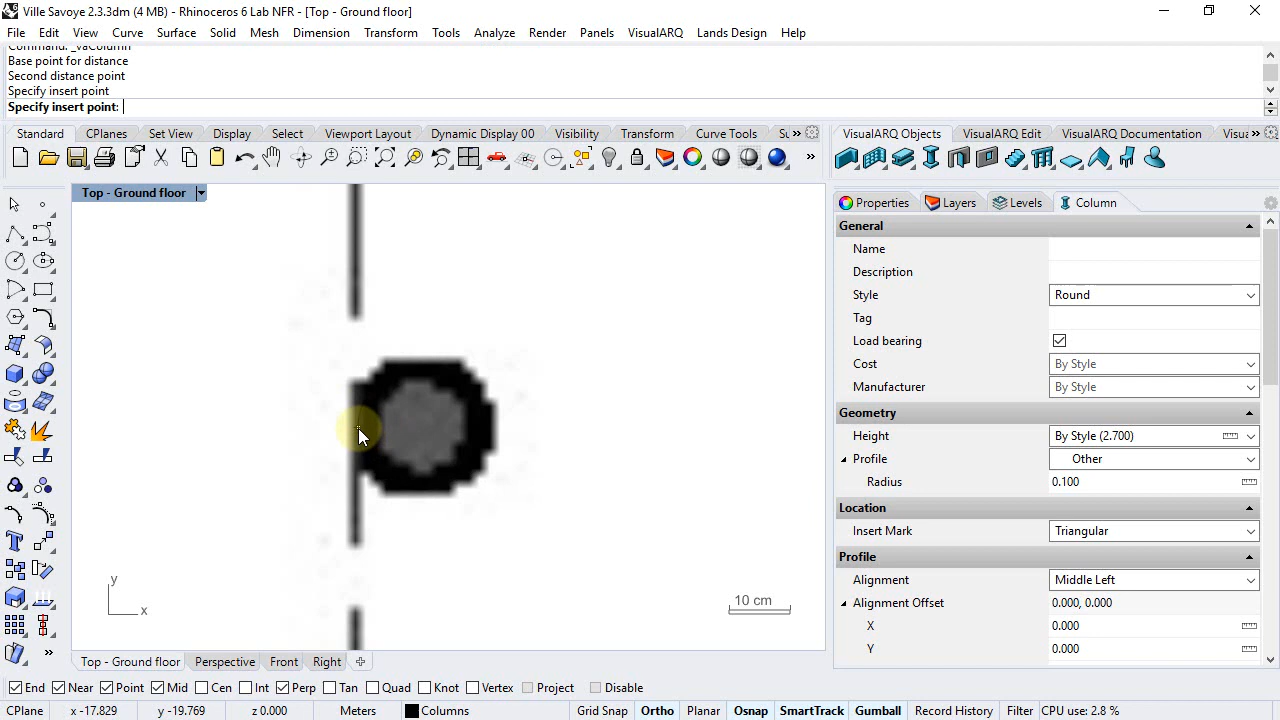 Ville Savoye 2.3.3dm (4 MB) - Rhinoceros 6 Lab NFR - [Top - Ground floor]
File Edit View Curve Surface Solid Mesh Dimension Transform Tools Analyze Render Panels VisualARQ Lands Design Help
Command: _vaColumn
Base point for distance
Second distance point
Specify insert point
Specify insert point:
Standard CPlanes Set View Display Select Viewport Layout Dynamic Display 00 Visibility Transform Curve Tools Su »
VisualARQ Objects VisualARQ Edit VisualARQ Documentation Visua »
Top - Ground floor
Properties Layers Levels Column
General
Name
Description
Style Round
Tag
Load bearing
Cost By Style
Manufacturer By Style
Geometry
Height By Style (2.700)
Profile Other
Radius 0.100
Location
Insert Mark Triangular
Profile
Alignment Middle Left
Alignment Offset 0.000, 0.000
X 0.000
Y 0.000
y
x
10 cm
Top - Ground floor Perspective Front Right
End Near Point Mid Cen Int Perp Tan Quad Knot Vertex Project Disable
CPlane x -17.829 y -19.769 z 0.000 Meters Columns Grid Snap Ortho Planar Osnap SmartTrack Gumball Record History Filter CPU use: 2.8 %